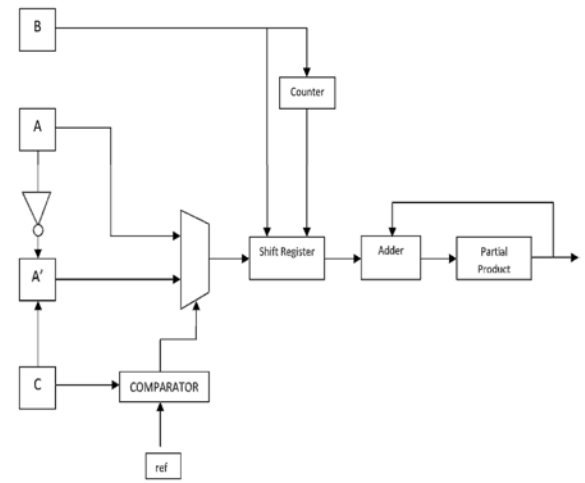 B
Counter
A
Shift Register
Adder
Partial
Product
A'
C
COMPARATOR
ref